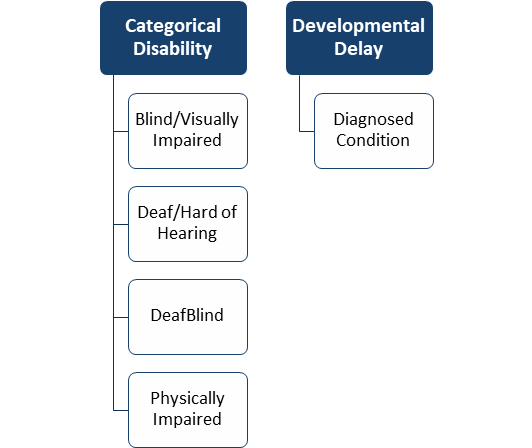 Categorical
Disability
Blind/Visually
Impaired
Deaf/Hard of
Hearing
DeafBlind
Physically
Impaired
Developmental
Delay
Diagnosed
Condition